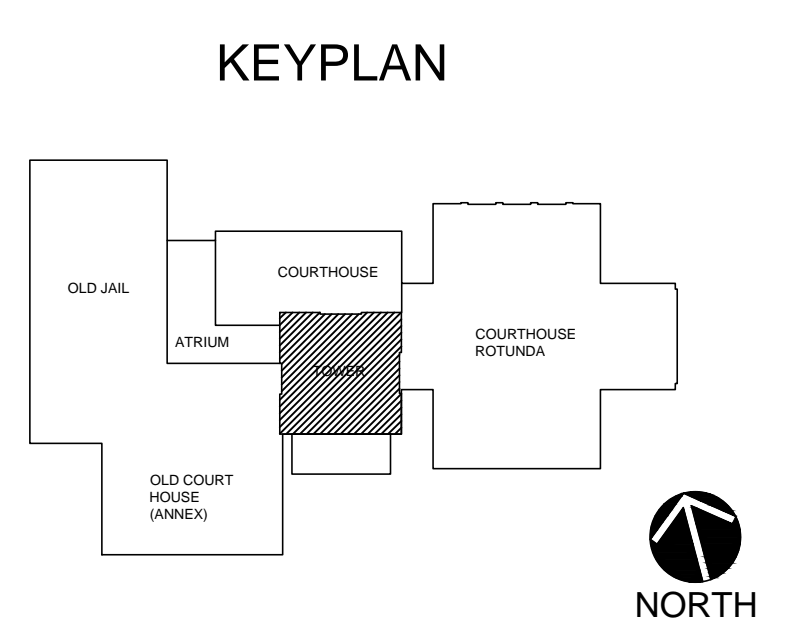 KEYPLAN
OLD JAIL
COURTHOUSE
ATRIUM
TOWER
COURTHOUSE
ROTUNDA
OLD COURT
HOUSE
(ANNEX)
NORTH